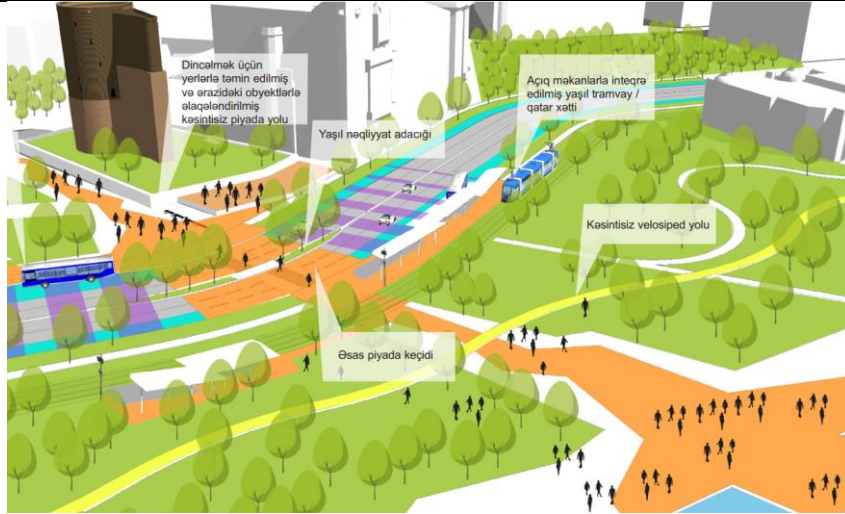 Dincəlmək üçün
yerlərlə təmin edilmiş
və ərazidəki obyektlərlə
əlaqələndirilmiş
kəsintisiz piyada yolu
Açıq məkanlarla inteqrə
edilmiş yaşıl tramvay /
qatar xətti
Yaşıl nəqliyyat adacığı
Kəsintisiz velosiped yolu
Əsas piyada keçidi